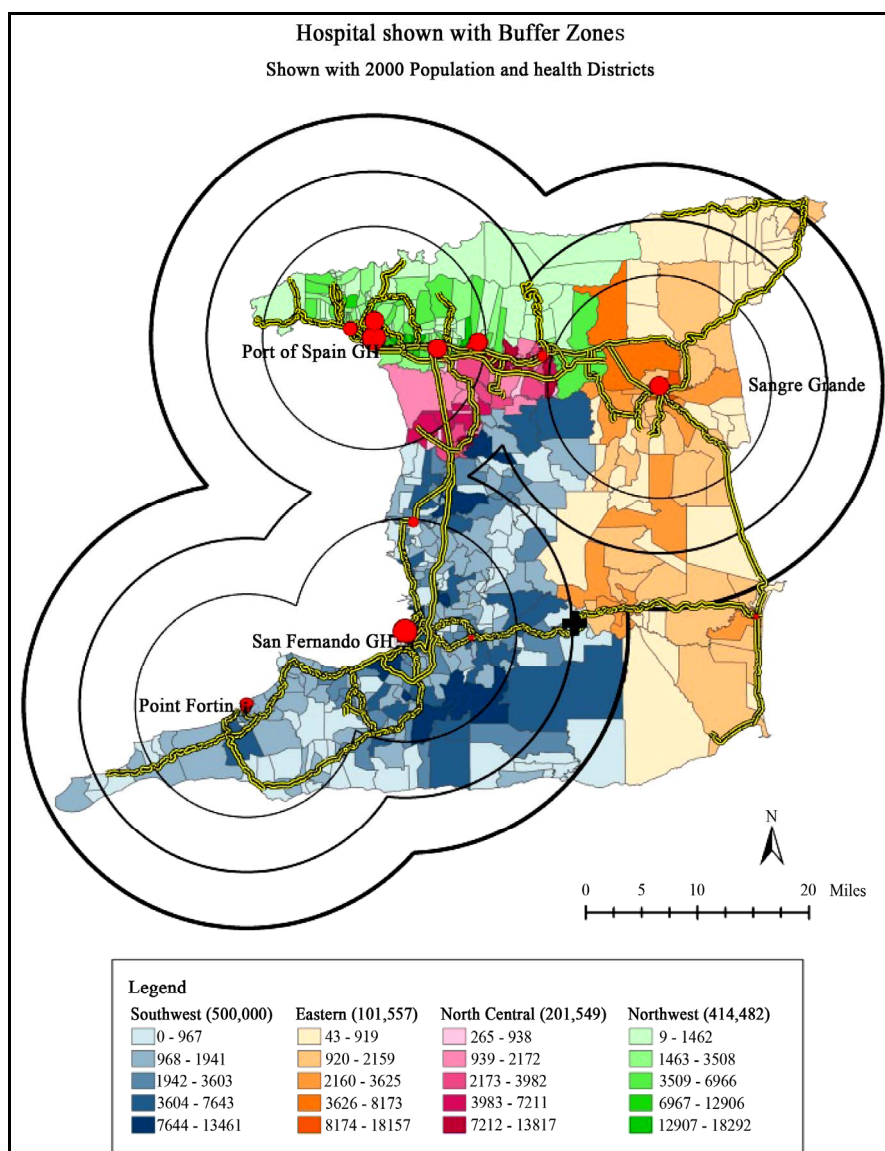 Hospital shown with Buffer Zones
Shown with 2000 Population and health Districts
Port of Spain GH
Sangre Grande
San Fernando GH
Point Fortin
N
0 5 10 20 Miles
Legend
Southwest (500,000) Eastern (101,557) North Central (201,549) Northwest (414,482)
0 - 967 43 - 919 265 - 938 9 - 1462
968 - 1941 920 - 2159 939 - 2172 1463 - 3508
1942 - 3603 2160 - 3625 2173 - 3982 3509 - 6966
3604 - 7643 3626 - 8173 3983 - 7211 6967 - 12906
7644 - 13461 8174 - 18157 7212 - 13817 12907 - 18292